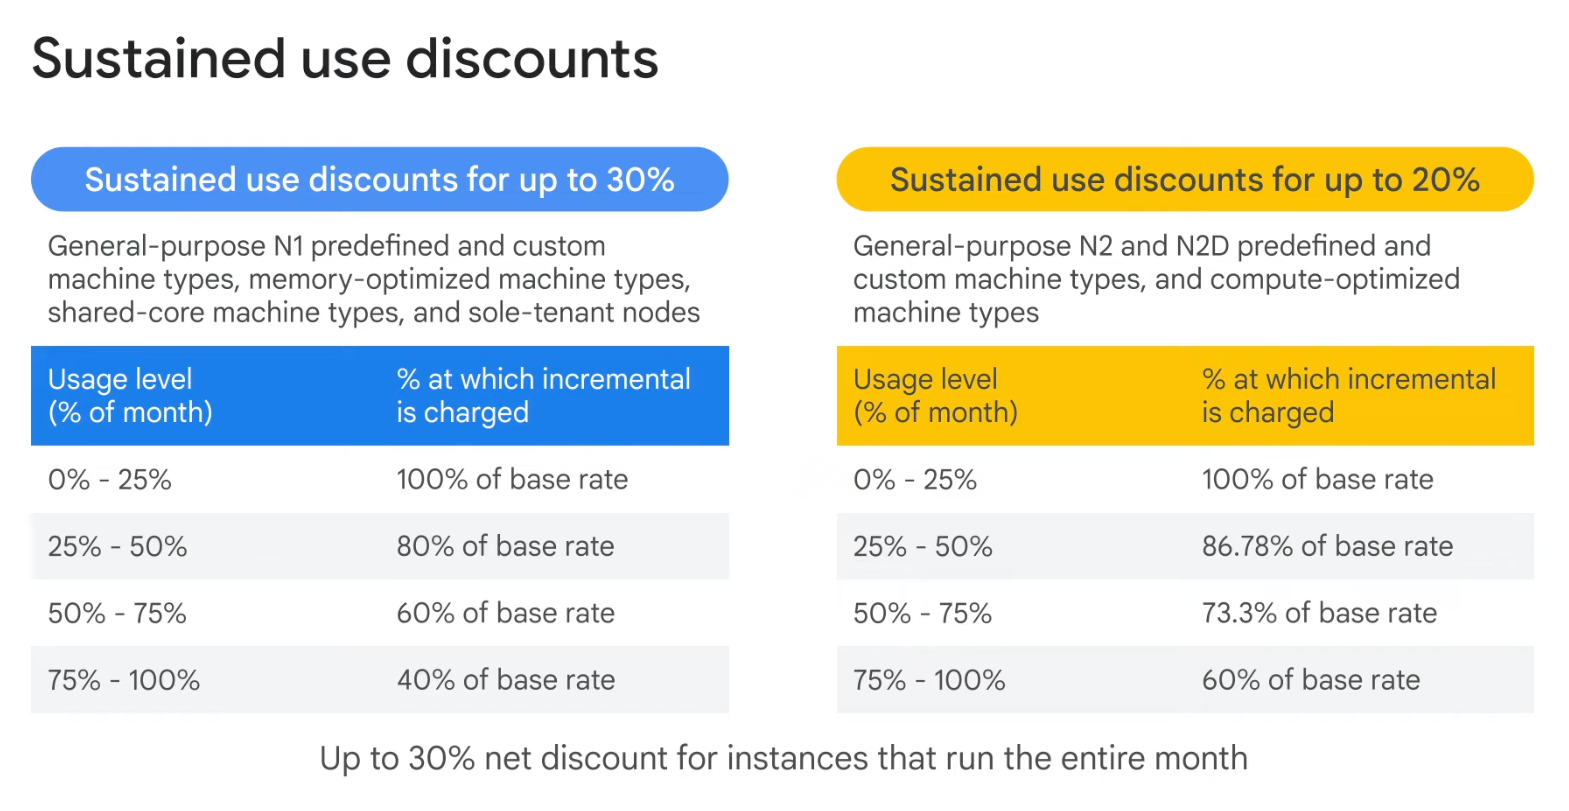 Sustained use discounts
Sustained use discounts for up to 30%
General-purpose N1 predefined and custom
machine types, memory-optimized machine types,
shared-core machine types, and sole-tenant nodes
Usage level
(% of month)
% at which incremental
is charged
0% - 25%
100% of base rate
25% - 50%
80% of base rate
50% - 75%
60% of base rate
75% - 100%
40% of base rate
Sustained use discounts for up to 20%
General-purpose N2 and N2D predefined and
custom machine types, and compute-optimized
machine types
Usage level
(% of month)
% at which incremental
is charged
0% - 25%
100% of base rate
25% - 50%
86.78% of base rate
50% - 75%
73.3% of base rate
75% - 100%
60% of base rate
Up to 30% net discount for instances that run the entire month